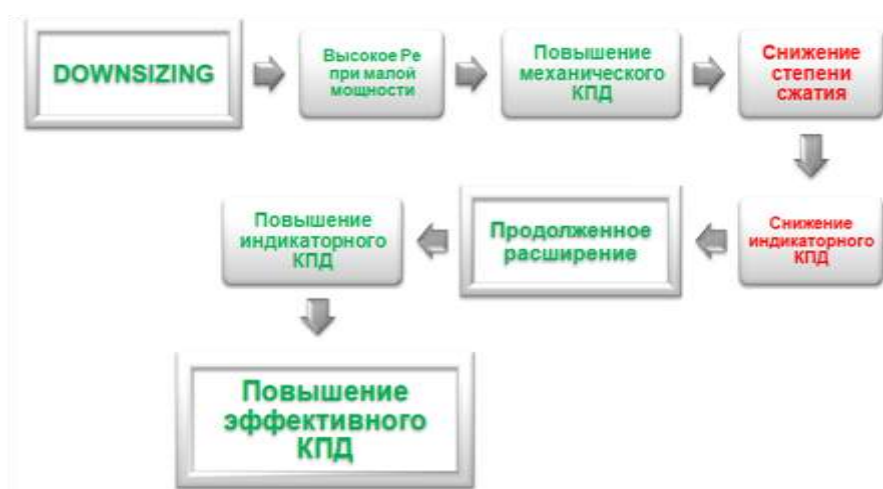 DOWNSIZING
Высокое Ре
при малой
мощности
Повышение
механического
КПД
Снижение
степени
сжатия
Снижение
индикаторного
КПД
Продолженное
расширение
Повышение
индикаторного
КПД
Повышение
эффективного
КПД